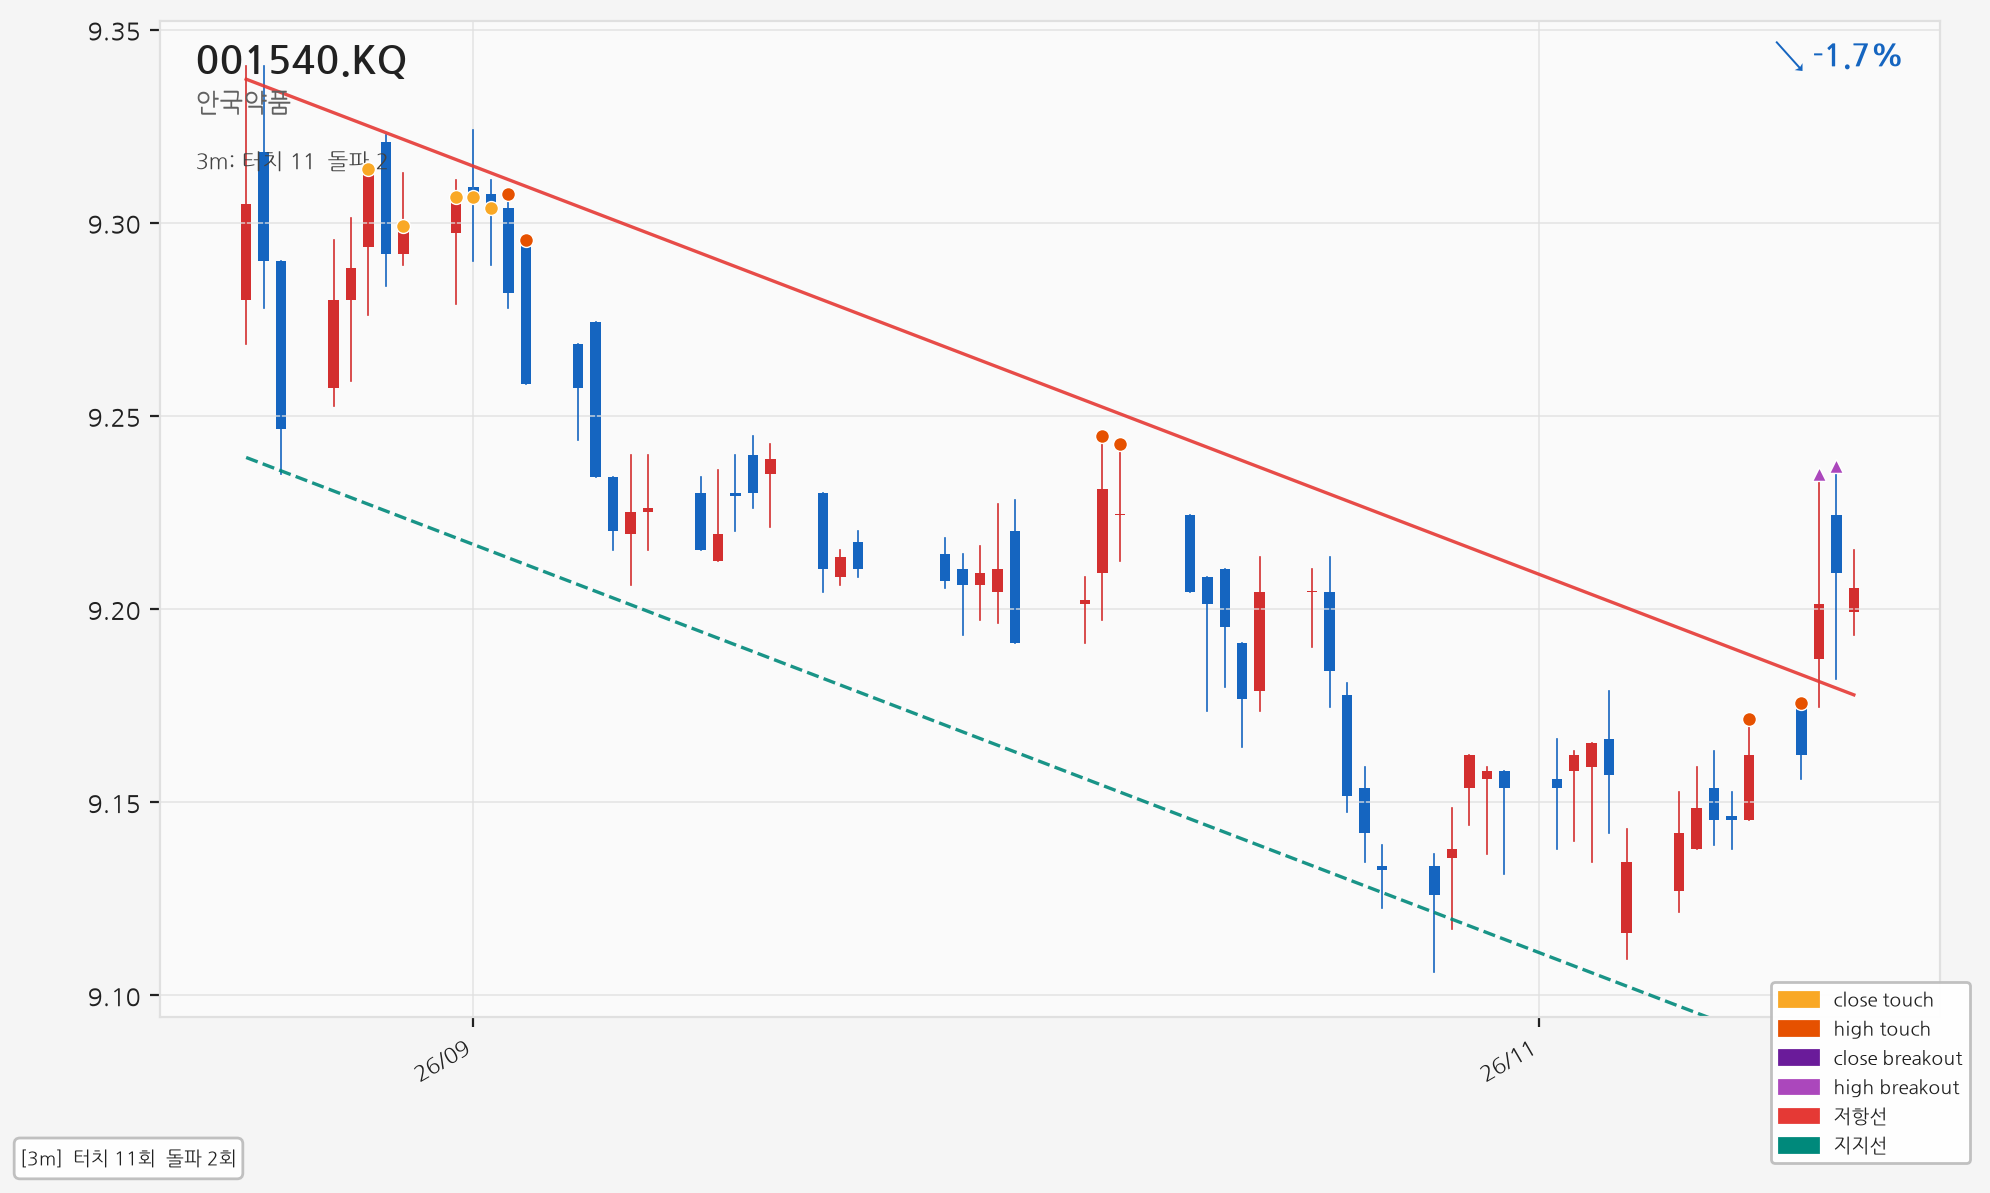 001540.KQ
안국약품
3m: 터치 11 돌파 2
-1.7%
9.35
9.30
9.25
9.20
9.15
9.10
26/09
26/11
close touch
high touch
close breakout
high breakout
저항선
지지선
[3m] 터치 11회 돌파 2회